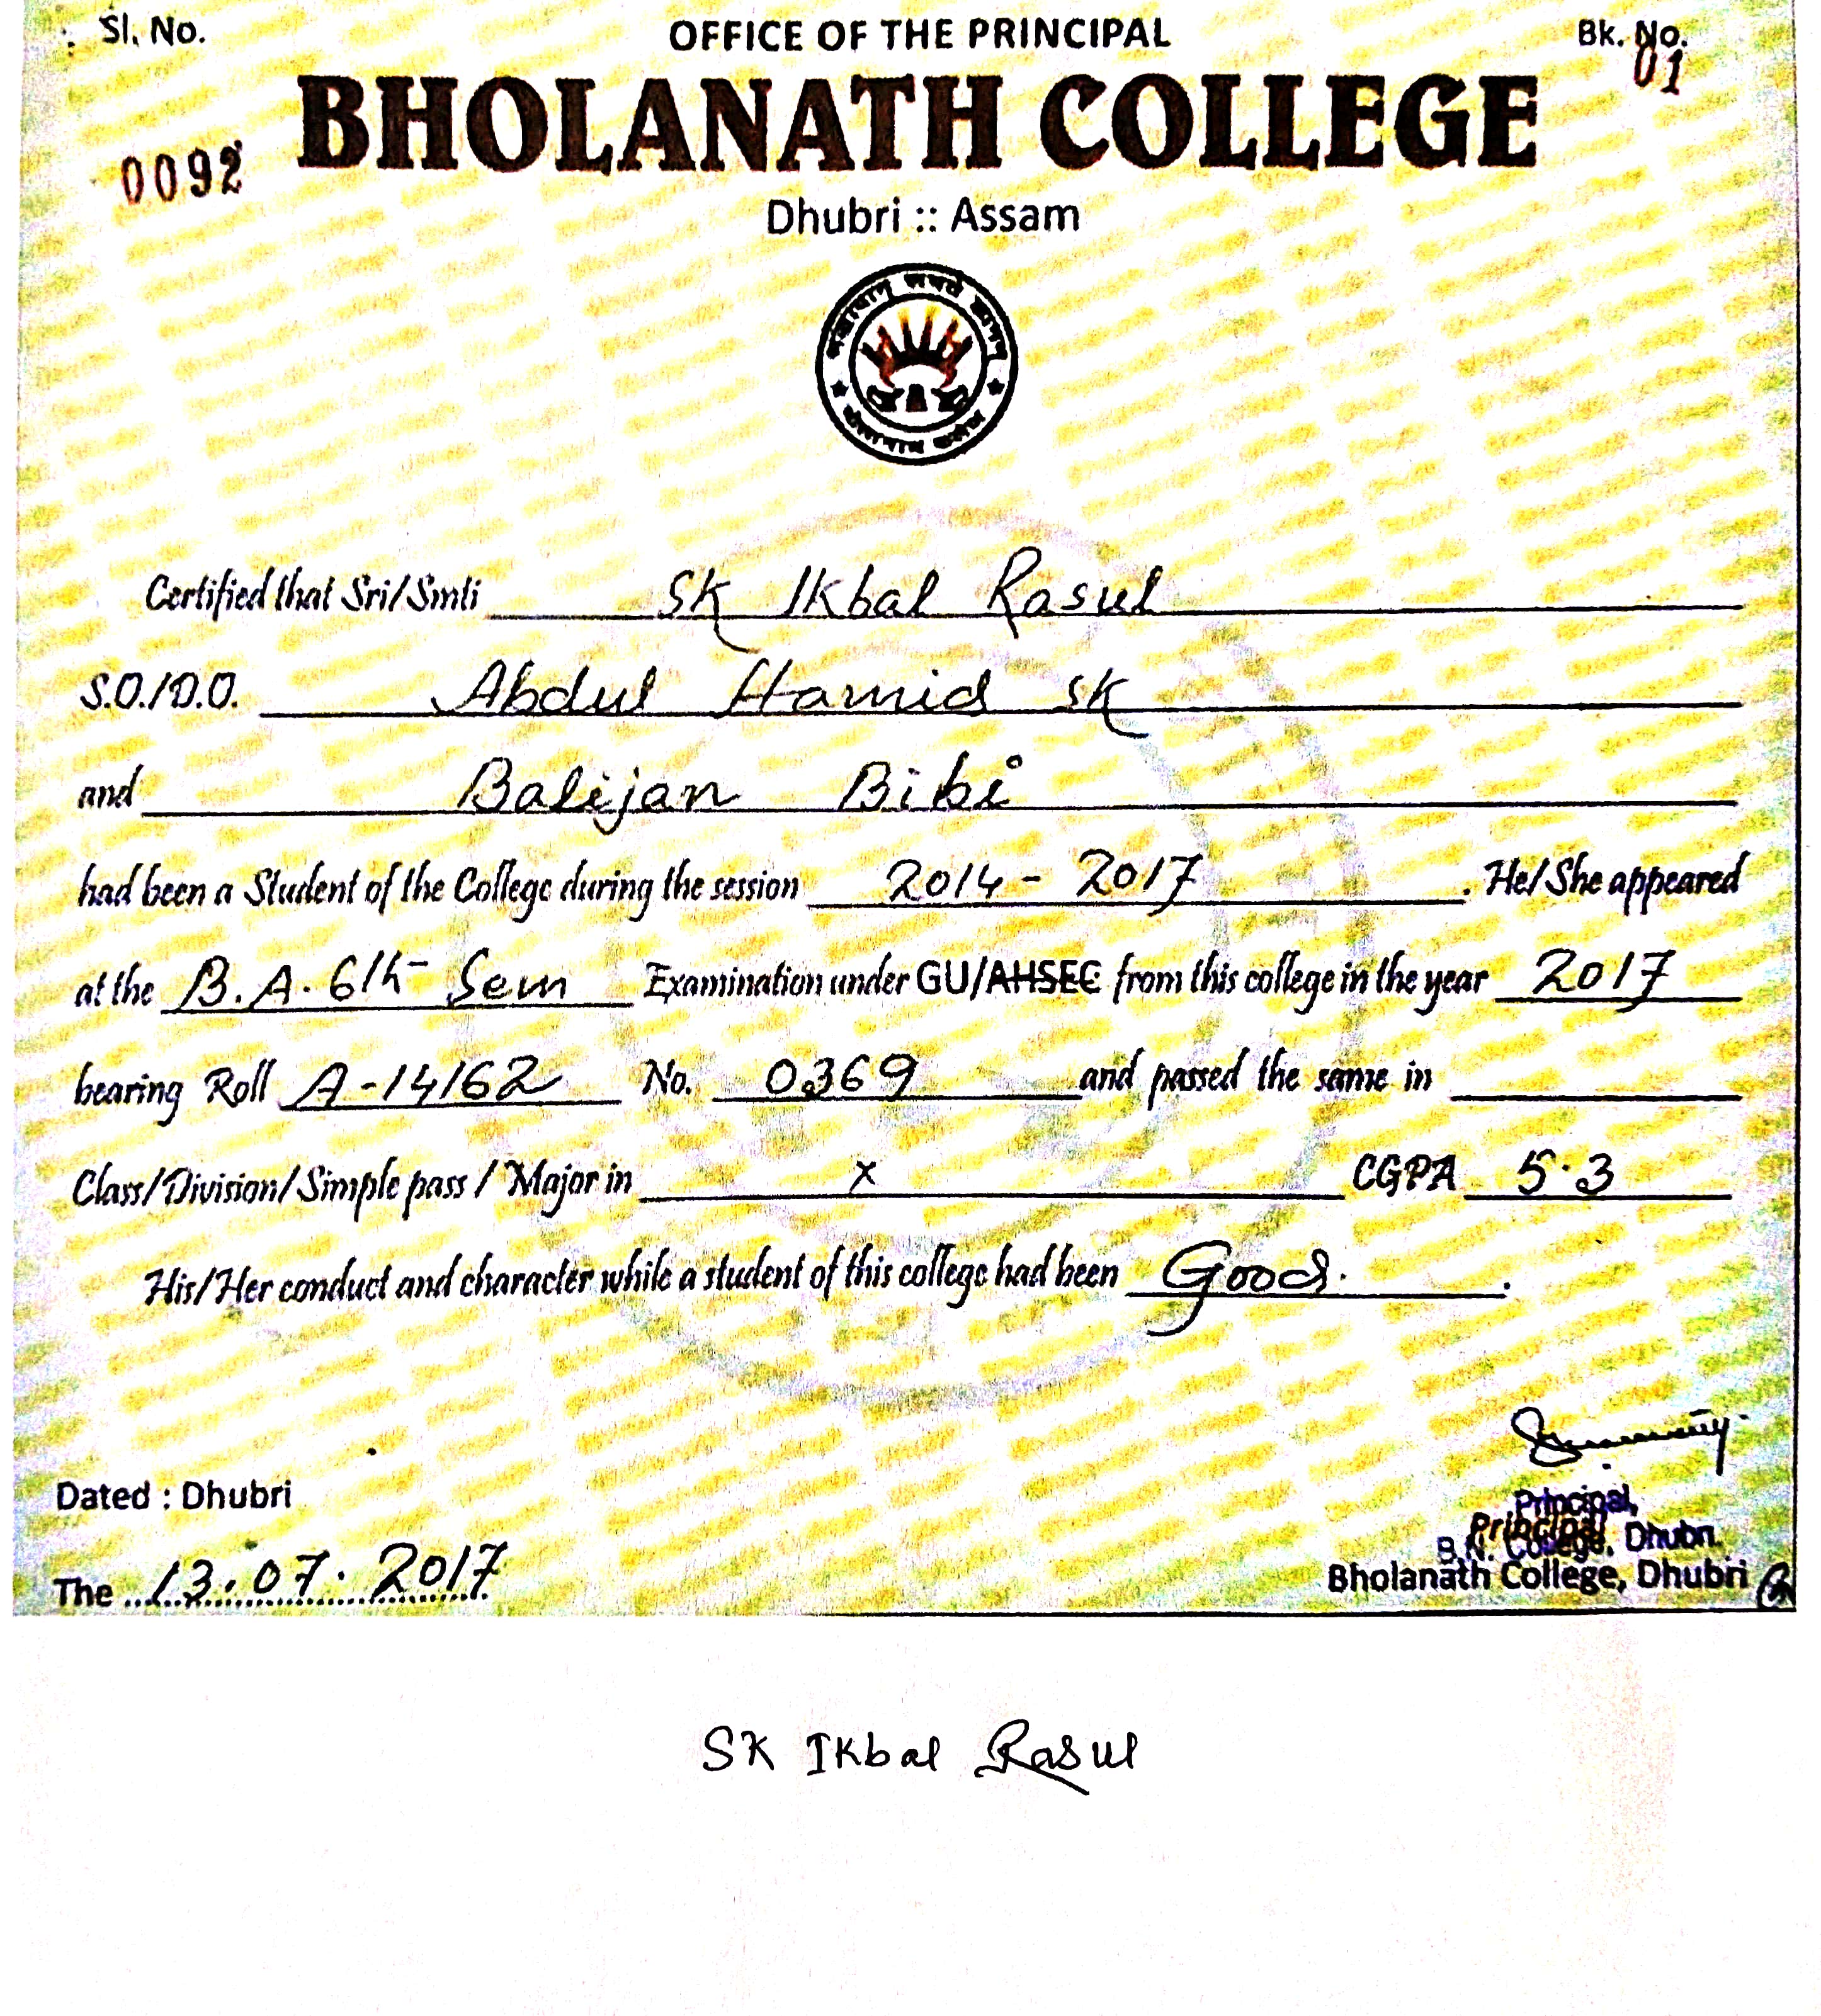 Sl. No.
OFFICE OF THE PRINCIPAL
Bk. No.
01
BHOLANATH COLLEGE
0092
Dhubri :: Assam
Certified that Sri/Smti SK Ikbal Rasul
S.O./D.O. Abdul Hamid SK
and Balijan Bibi
had been a Student of the College during the session 2014 - 2017 . He/She appeared
at the B.A. 6th Sem Examination under GU/AHSEC from this college in the year 2017
bearing Roll A-14/62 No. 0369 and passed the same in
Class/Division/Simple pass / Major in x CGPA 5.3
His/Her conduct and character while a student of this college had been Good.
Dated : Dhubri
The 13.07.2017
Principal,
Principal
B.N. College, Dhubri.
Bholanath College, Dhubri
SK Ikbal Rasul